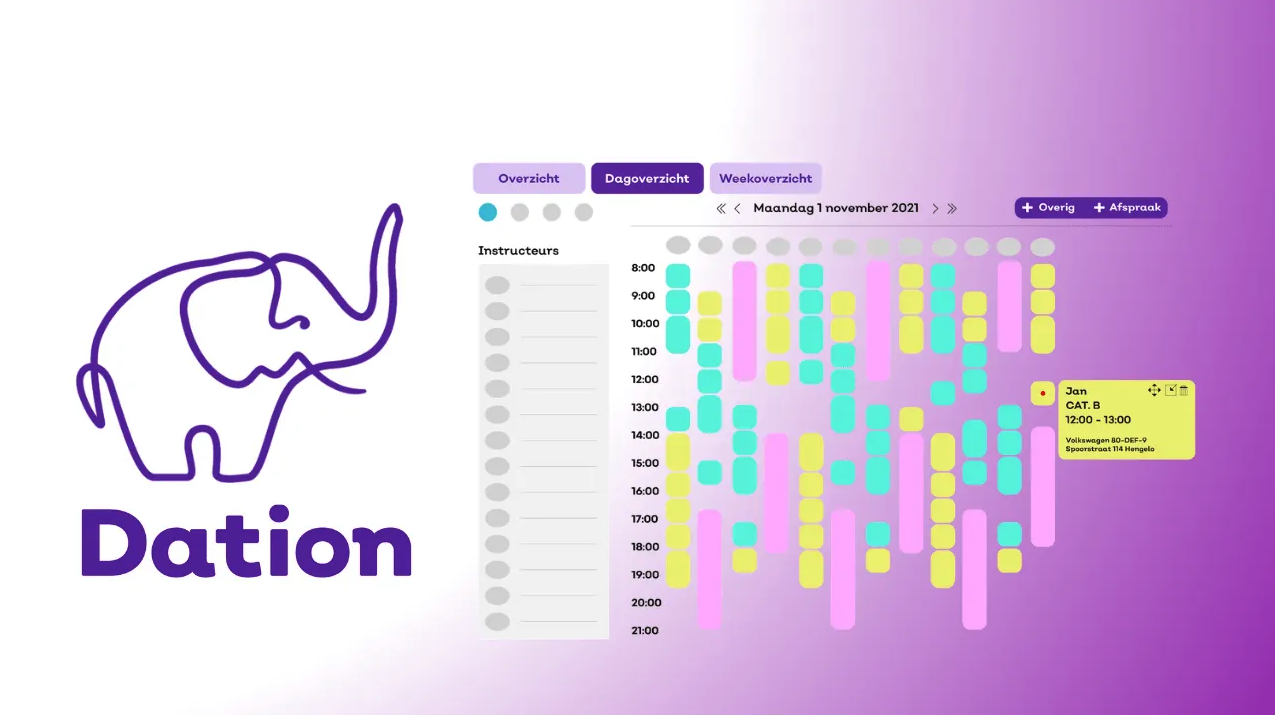 Dation
Overzicht
Dagoverzicht
Weekoverzicht
Maandag 1 november 2021
Overig
Afspraak
Instructeurs
8:00
9:00
10:00
11:00
12:00
13:00
14:00
15:00
16:00
17:00
18:00
19:00
20:00
21:00
Jan
CAT. B
12:00 - 13:00
Volkswagen 80-DEF-9
Spoorstraat 114 Hengelo